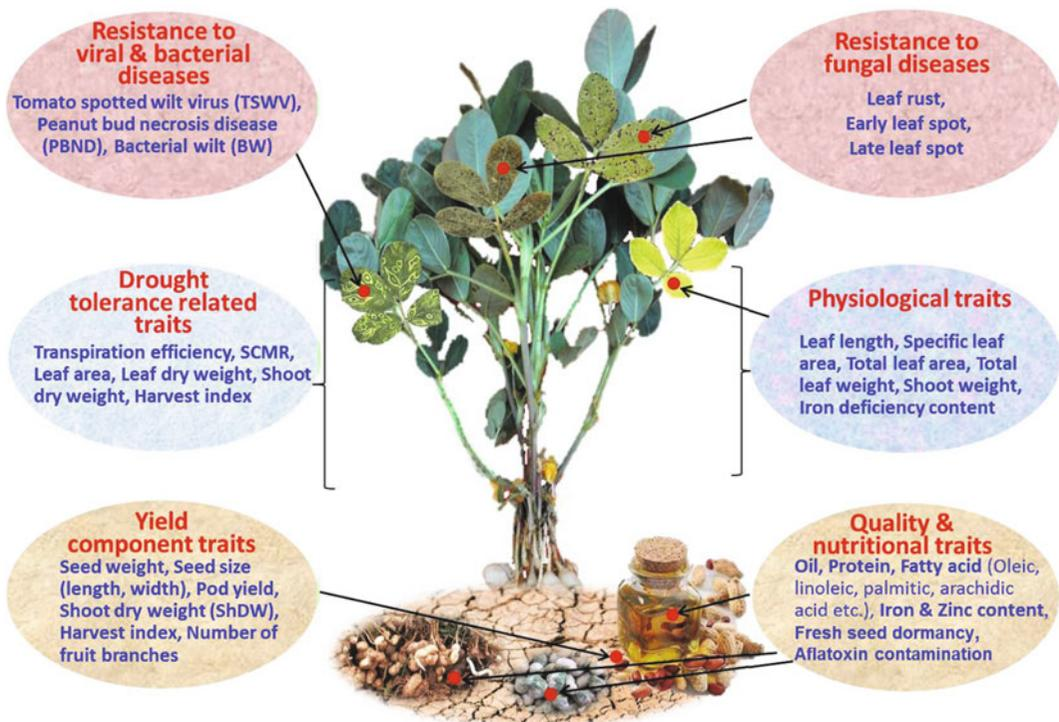 Resistance to
viral & bacterial
diseases
Tomato spotted wilt virus (TSWV),
Peanut bud necrosis disease
(PBND), Bacterial wilt (BW)
Resistance to
fungal diseases
Leaf rust,
Early leaf spot,
Late leaf spot
Drought
tolerance related
traits
Transpiration efficiency, SCMR,
Leaf area, Leaf dry weight, Shoot
dry weight, Harvest index
Physiological traits
Leaf length, Specific leaf
area, Total leaf area, Total
leaf weight, Shoot weight,
Iron deficiency content
Yield
component traits
Seed weight, Seed size
(length, width), Pod yield,
Shoot dry weight (ShDW),
Harvest index, Number of
fruit branches
Quality &
nutritional traits
Oil, Protein, Fatty acid (Oleic,
linoleic, palmitic, arachidic
acid etc.), Iron & Zinc content,
Fresh seed dormancy,
Aflatoxin contamination